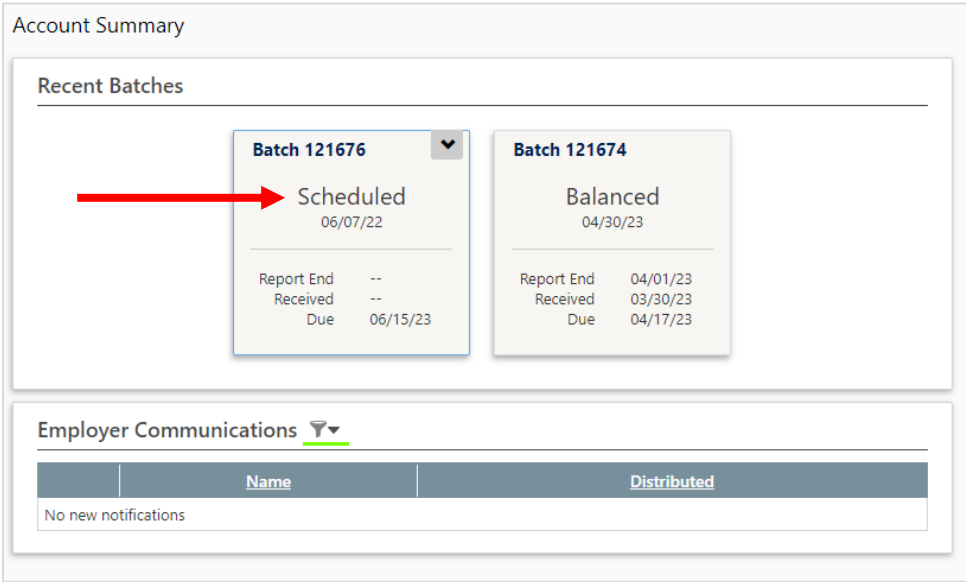 Account Summary
Recent Batches
Batch 121676
Scheduled
06/07/22
Report End --
Received --
Due 06/15/23
Batch 121674
Balanced
04/30/23
Report End 04/01/23
Received 03/30/23
Due 04/17/23
Employer Communications
Name Distributed
No new notifications